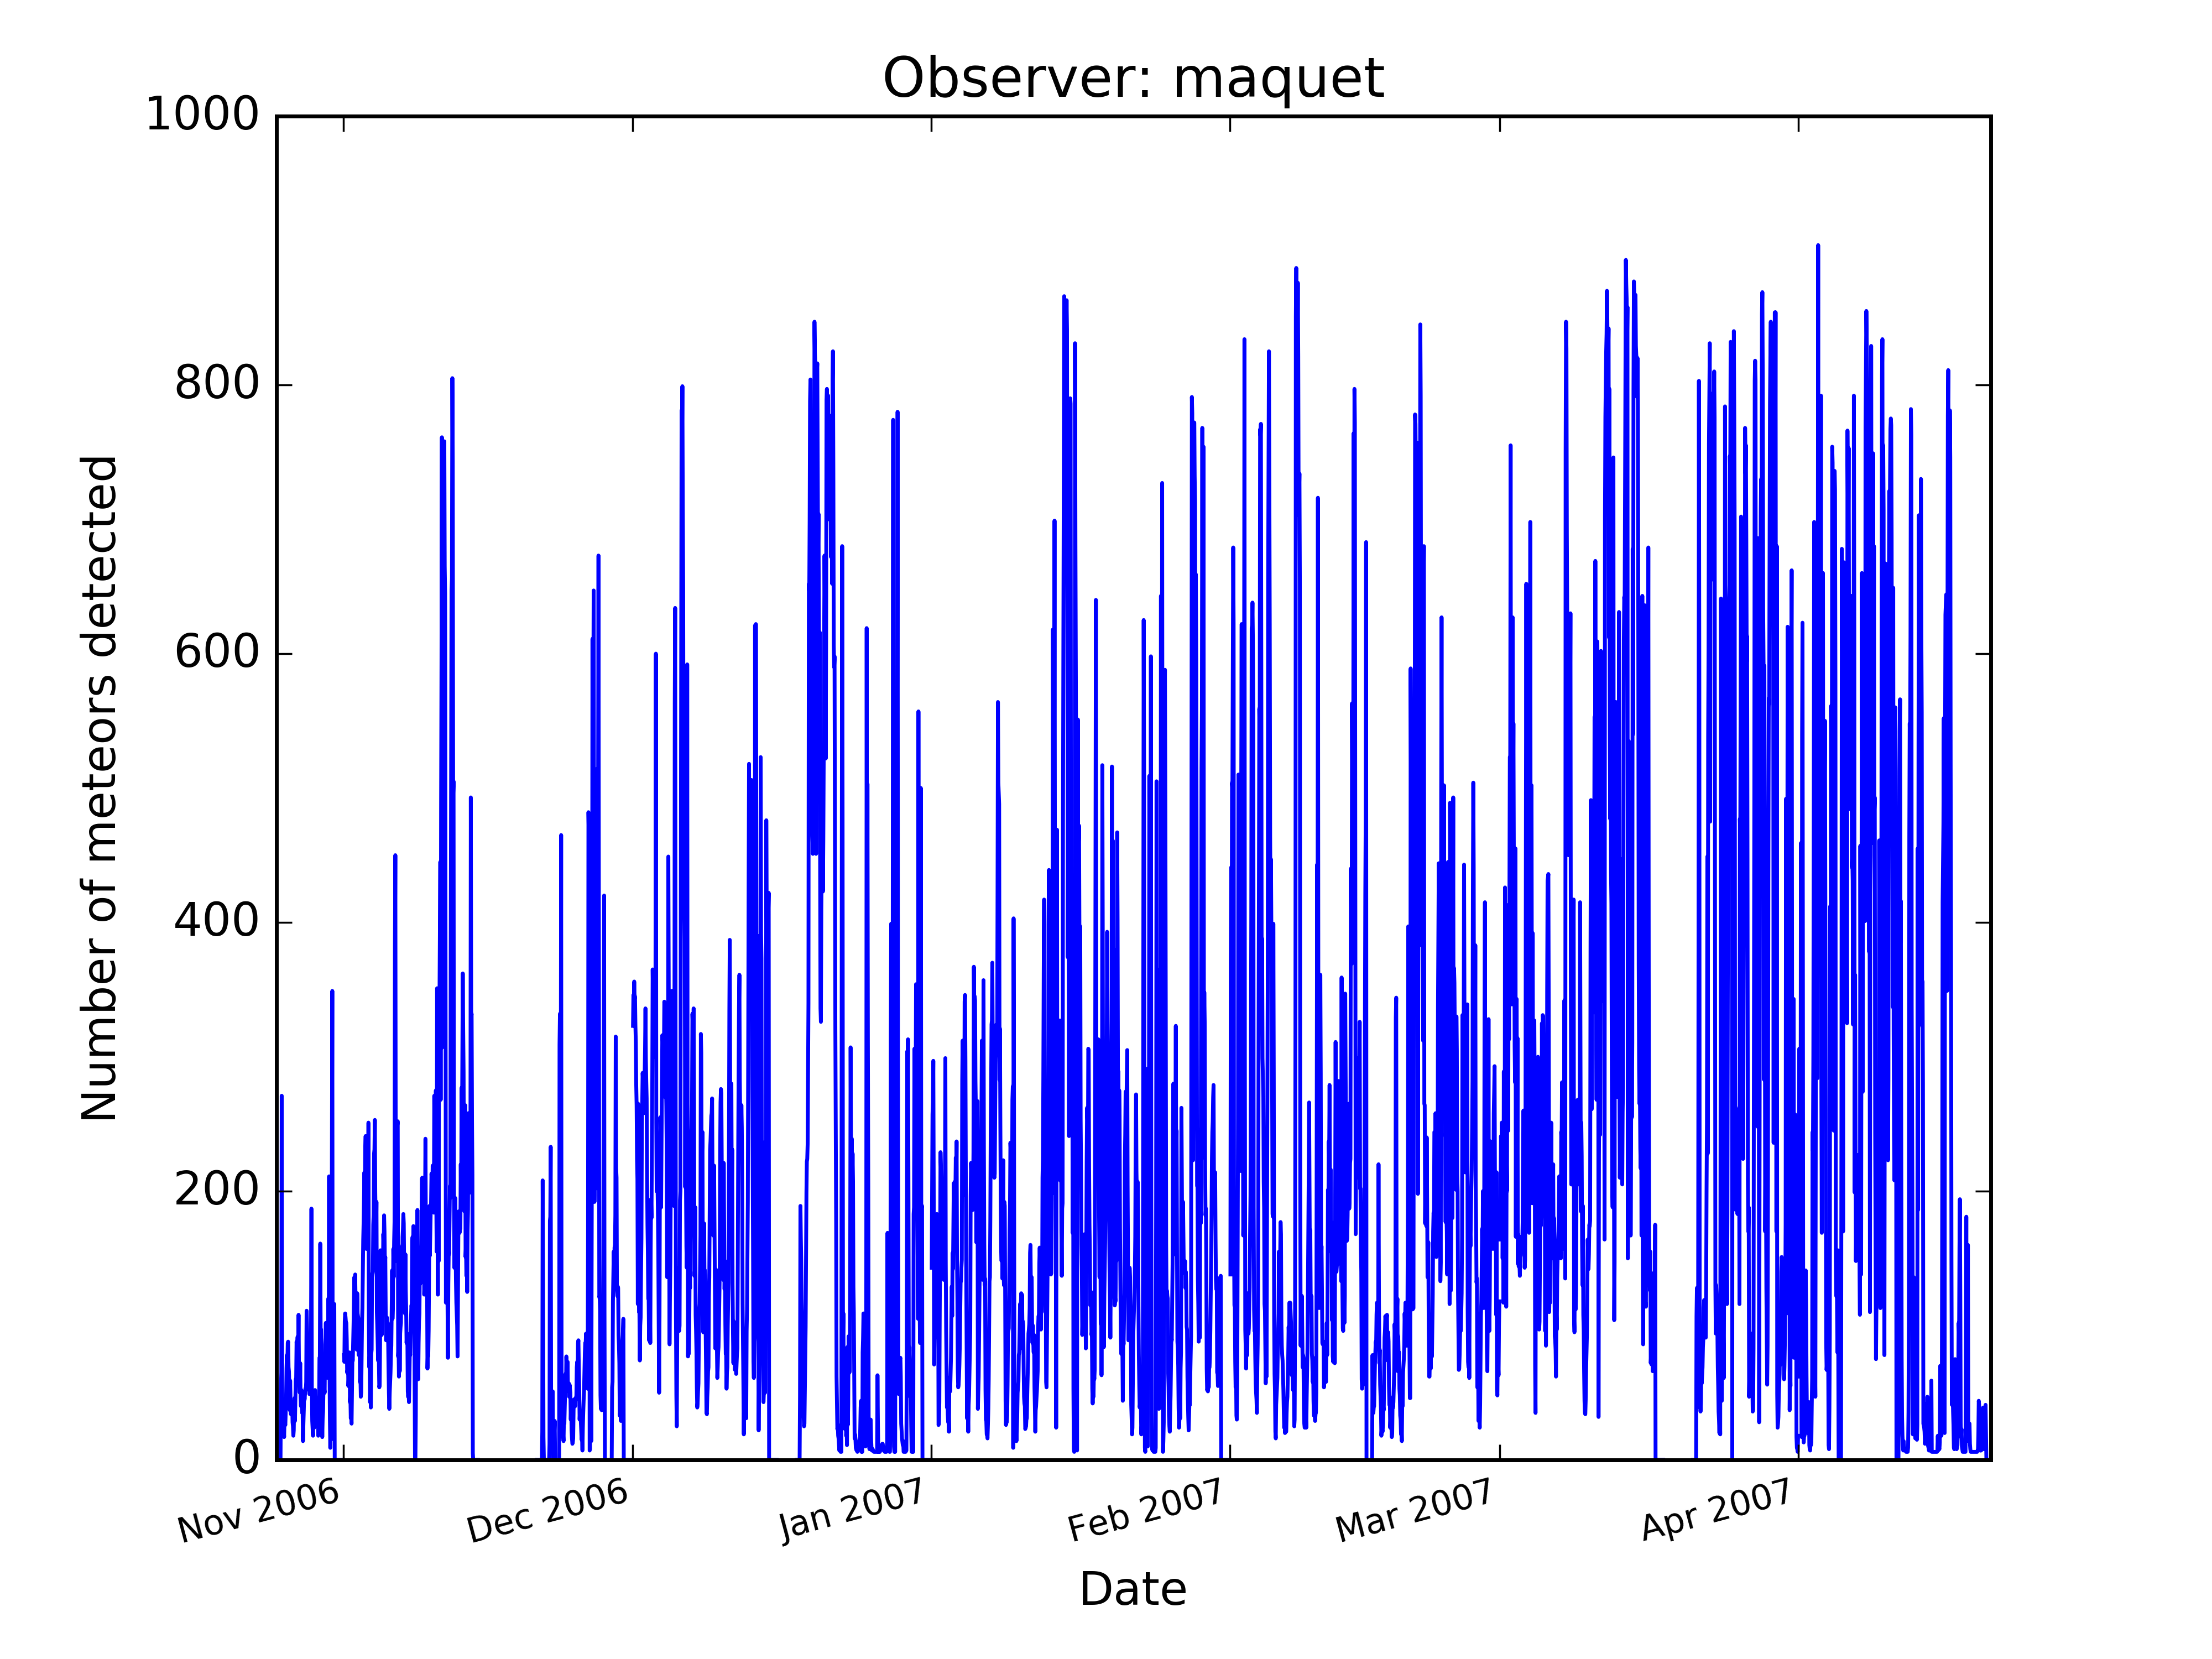 Observer: maquet
1000
800
600
400
200
0
Number of meteors detected
Nov 2006
Dec 2006
Jan 2007
Feb 2007
Mar 2007
Apr 2007
Date